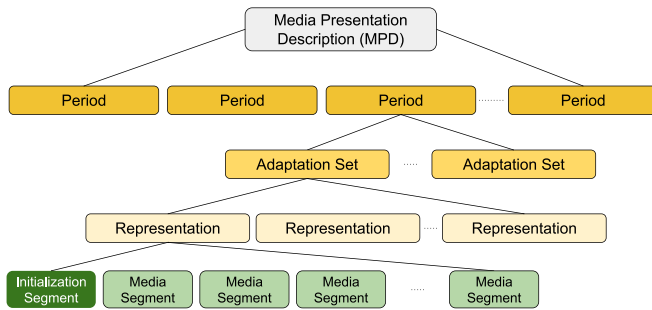 Media Presentation
Description (MPD)
Period Period Period ......... Period
Adaptation Set ..... Adaptation Set
Representation Representation ..... Representation
Initialization Segment Media Segment Media Segment Media Segment ..... Media Segment